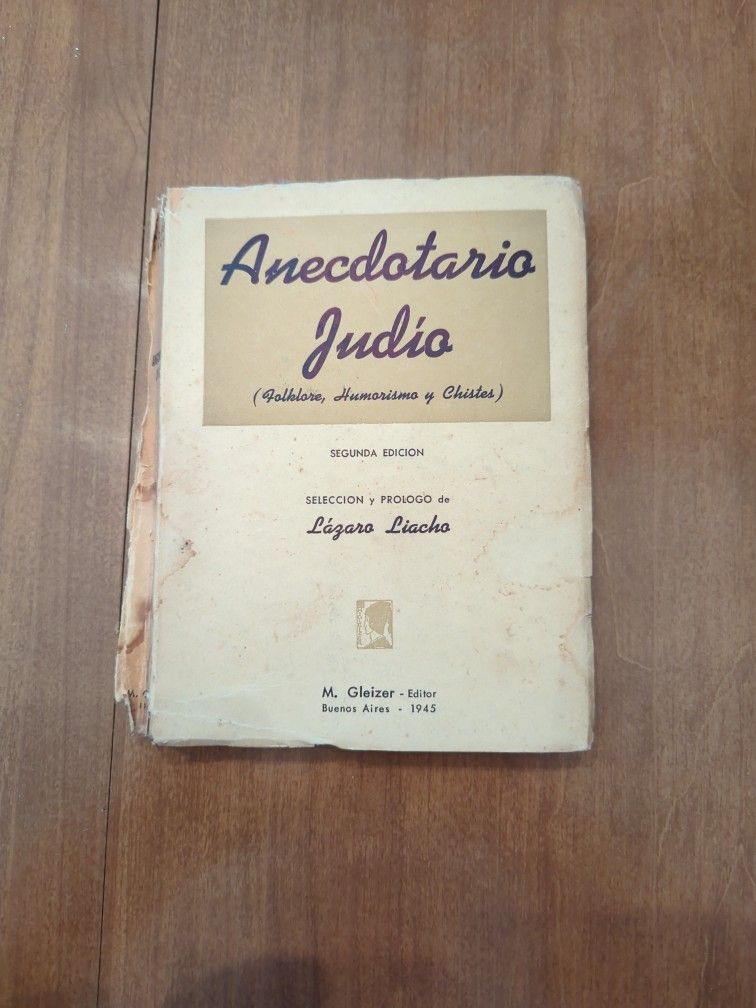 Anecdotario
Judío
(Folklore, Humorismo y Chistes)
SEGUNDA EDICION
SELECCION y PROLOGO de
Lázaro Liacho
M. Gleizer - Editor
Buenos Aires - 1945